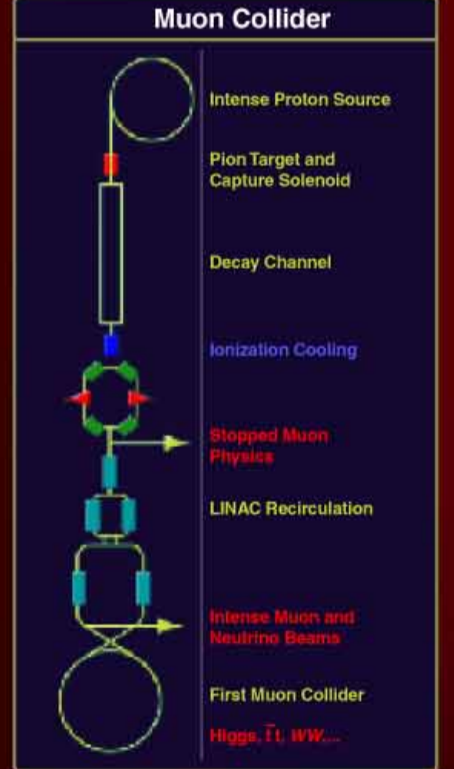 Muon Collider
Intense Proton Source
Pion Target and
Capture Solenoid
Decay Channel
Ionization Cooling
Stopped Muon
Physics
LINAC Recirculation
Intense Muon and
Neutrino Beams
First Muon Collider
Higgs, t̄ t, WW,...